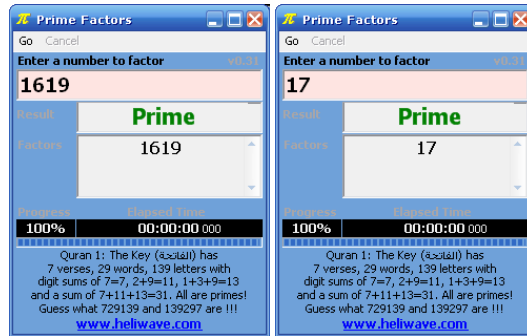 Prime Factors
Go Cancel
Enter a number to factor v0.31
1619
Result Prime
Factors 1619
Progress Elapsed Time
100% 00:00:00 000
Quran 1: The Key (الفاتحة) has
7 verses, 29 words, 139 letters with
digit sums of 7=7, 2+9=11, 1+3+9=13
and a sum of 7+11+13=31. All are primes!
Guess what 729139 and 139297 are !!!
www.heliwave.com
Prime Factors
Go Cancel
Enter a number to factor v0.31
17
Result Prime
Factors 17
Progress Elapsed Time
100% 00:00:00 000
Quran 1: The Key (الفاتحة) has
7 verses, 29 words, 139 letters with
digit sums of 7=7, 2+9=11, 1+3+9=13
and a sum of 7+11+13=31. All are primes!
Guess what 729139 and 139297 are !!!
www.heliwave.com